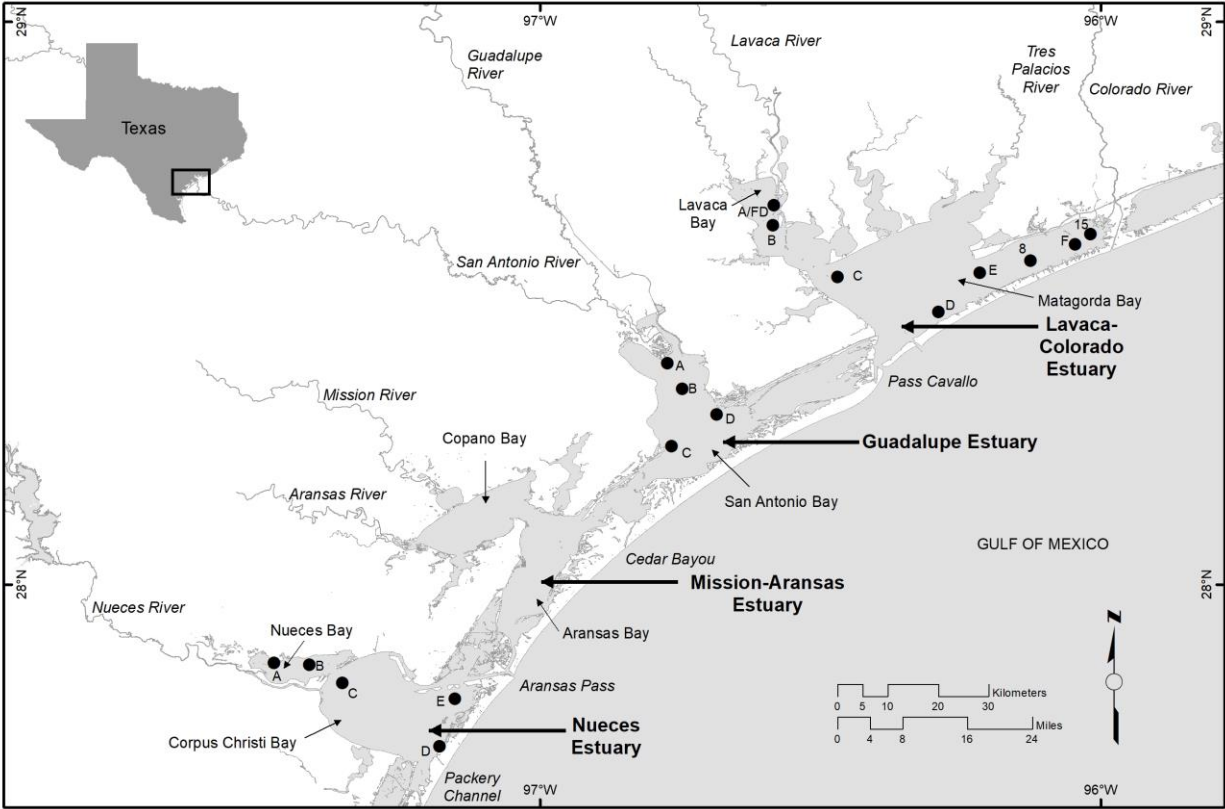 97°W
96°W
29°N
29°N
Guadalupe
River
Lavaca River
Tres
Palacios
River
Colorado River
Texas
Lavaca
Bay
A/FD
B
15
F
8
E
C
D
Matagorda Bay
San Antonio River
Lavaca-
Colorado
Estuary
Pass Cavallo
A
B
D
C
Guadalupe Estuary
San Antonio Bay
Mission River
Copano Bay
Aransas River
GULF OF MEXICO
Cedar Bayou
28°N
28°N
Mission-Aransas
Estuary
Aransas Bay
Nueces River
Nueces Bay
A
B
C
E
D
Aransas Pass
Corpus Christi Bay
Nueces
Estuary
Packery
Channel
N
Kilometers
0 5 10 20 30
Miles
0 4 8 16 24
97°W
96°W